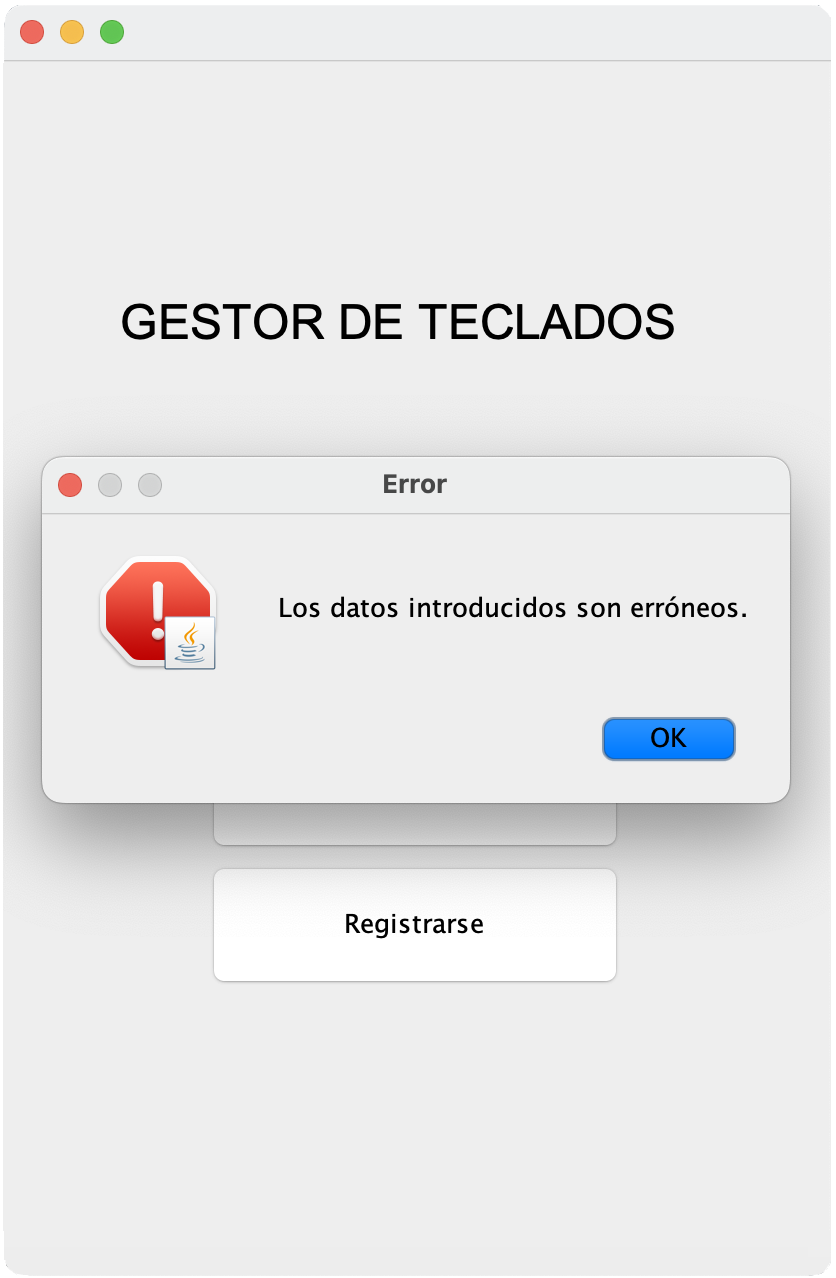 GESTOR DE TECLADOS
Error
Los datos introducidos son erróneos.
OK
Registrarse